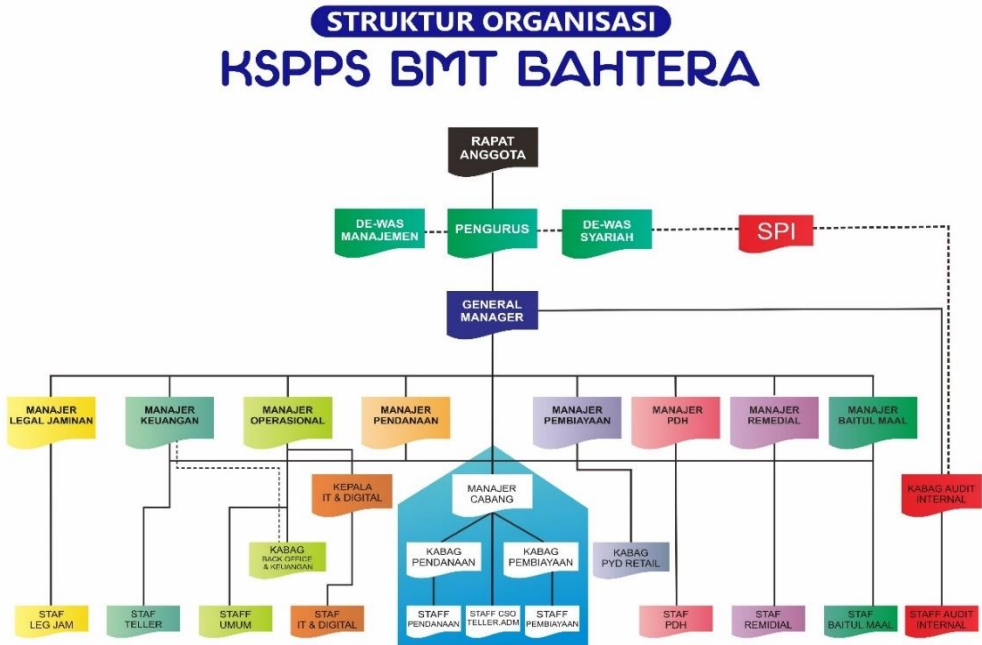 STRUKTUR ORGANISASI
KSPPS BMT BAHTERA
RAPAT
ANGGOTA
DE-WAS
MANAJEMEN
PENGURUS
DE-WAS
SYARIAH
SPI
GENERAL
MANAGER
MANAJER
LEGAL JAMINAN
MANAJER
KEUANGAN
MANAJER
OPERASIONAL
MANAJER
PENDANAAN
MANAJER
PEMBIAYAAN
MANAJER
PDH
MANAJER
REMEDIAL
MANAJER
BAITUL MAAL
KEPALA
IT & DIGITAL
MANAJER
CABANG
KABAG AUDIT
INTERNAL
KABAG
BACK OFFICE
& KEUANGAN
KABAG
PENDANAAN
KABAG
PEMBIAYAAN
KABAG
PYD RETAIL
STAF
LEG JAM
STAF
TELLER
STAFF
UMUM
STAF
IT & DIGITAL
STAFF
PENDANAAN
STAFF CSO
TELLER.ADM
STAFF
PEMBIAYAAN
STAF
PDH
STAF
REMIDIAL
STAF
BAITUL MAAL
STAFF AUDIT
INTERNAL